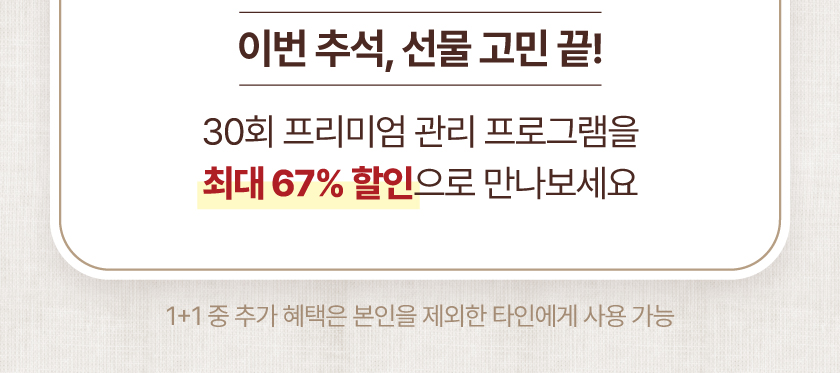 이번 추석, 선물 고민 끝!
30회 프리미엄 관리 프로그램을
최대 67% 할인으로 만나보세요
1+1 중 추가 혜택은 본인을 제외한 타인에게 사용 가능